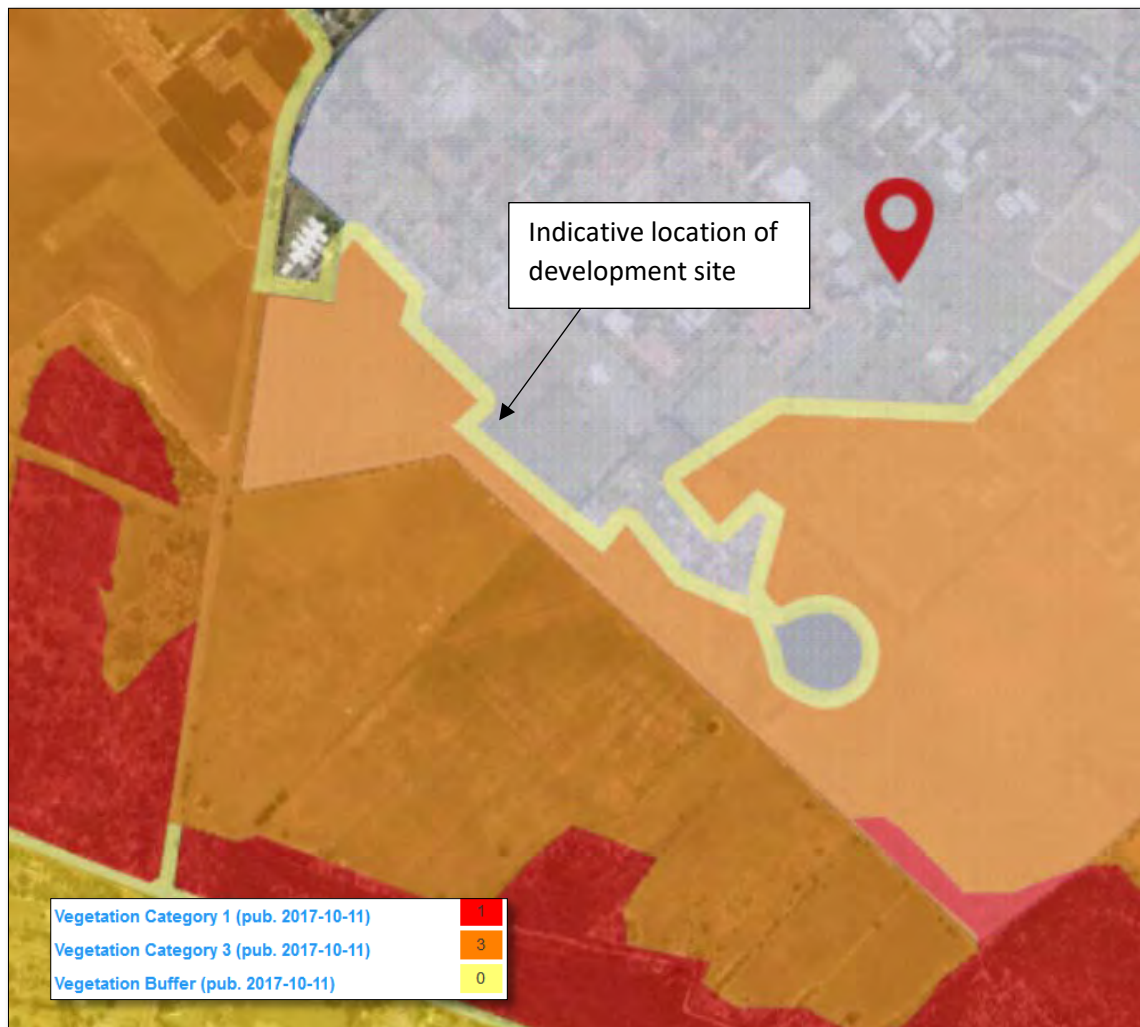 Indicative location of
development site
Vegetation Category 1 (pub. 2017-10-11) 1
Vegetation Category 3 (pub. 2017-10-11) 3
Vegetation Buffer (pub. 2017-10-11) 0